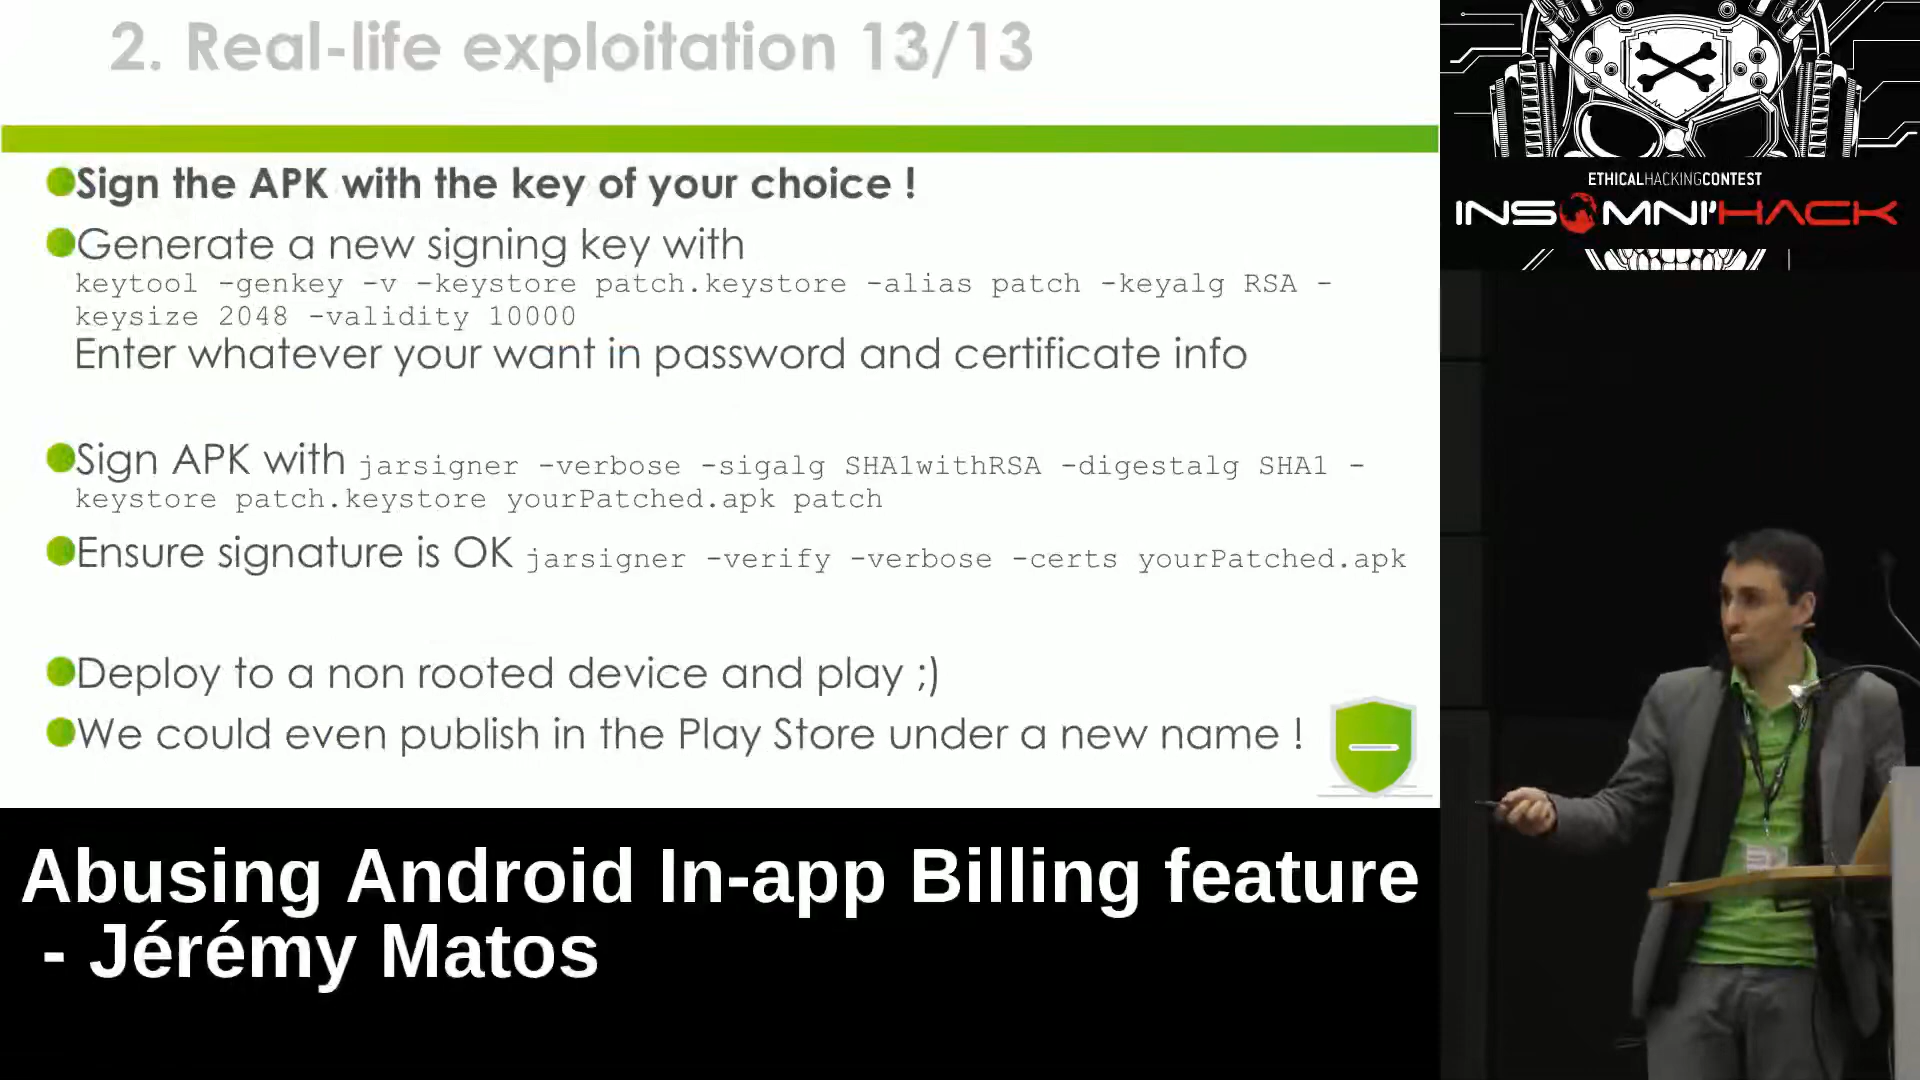 2. Real-life exploitation 13/13
Sign the APK with the key of your choice !
Generate a new signing key with
keytool -genkey -v -keystore patch.keystore -alias patch -keyalg RSA -
keysize 2048 -validity 10000
Enter whatever your want in password and certificate info
Sign APK with jarsigner -verbose -sigalg SHA1withRSA -digestalg SHA1 -
keystore patch.keystore yourPatched.apk patch
Ensure signature is OK jarsigner -verify -verbose -certs yourPatched.apk
Deploy to a non rooted device and play ;)
We could even publish in the Play Store under a new name !
ETHICALHACKINGCONTEST
INSOMNI'HACK
Abusing Android In-app Billing feature
- Jérémy Matos